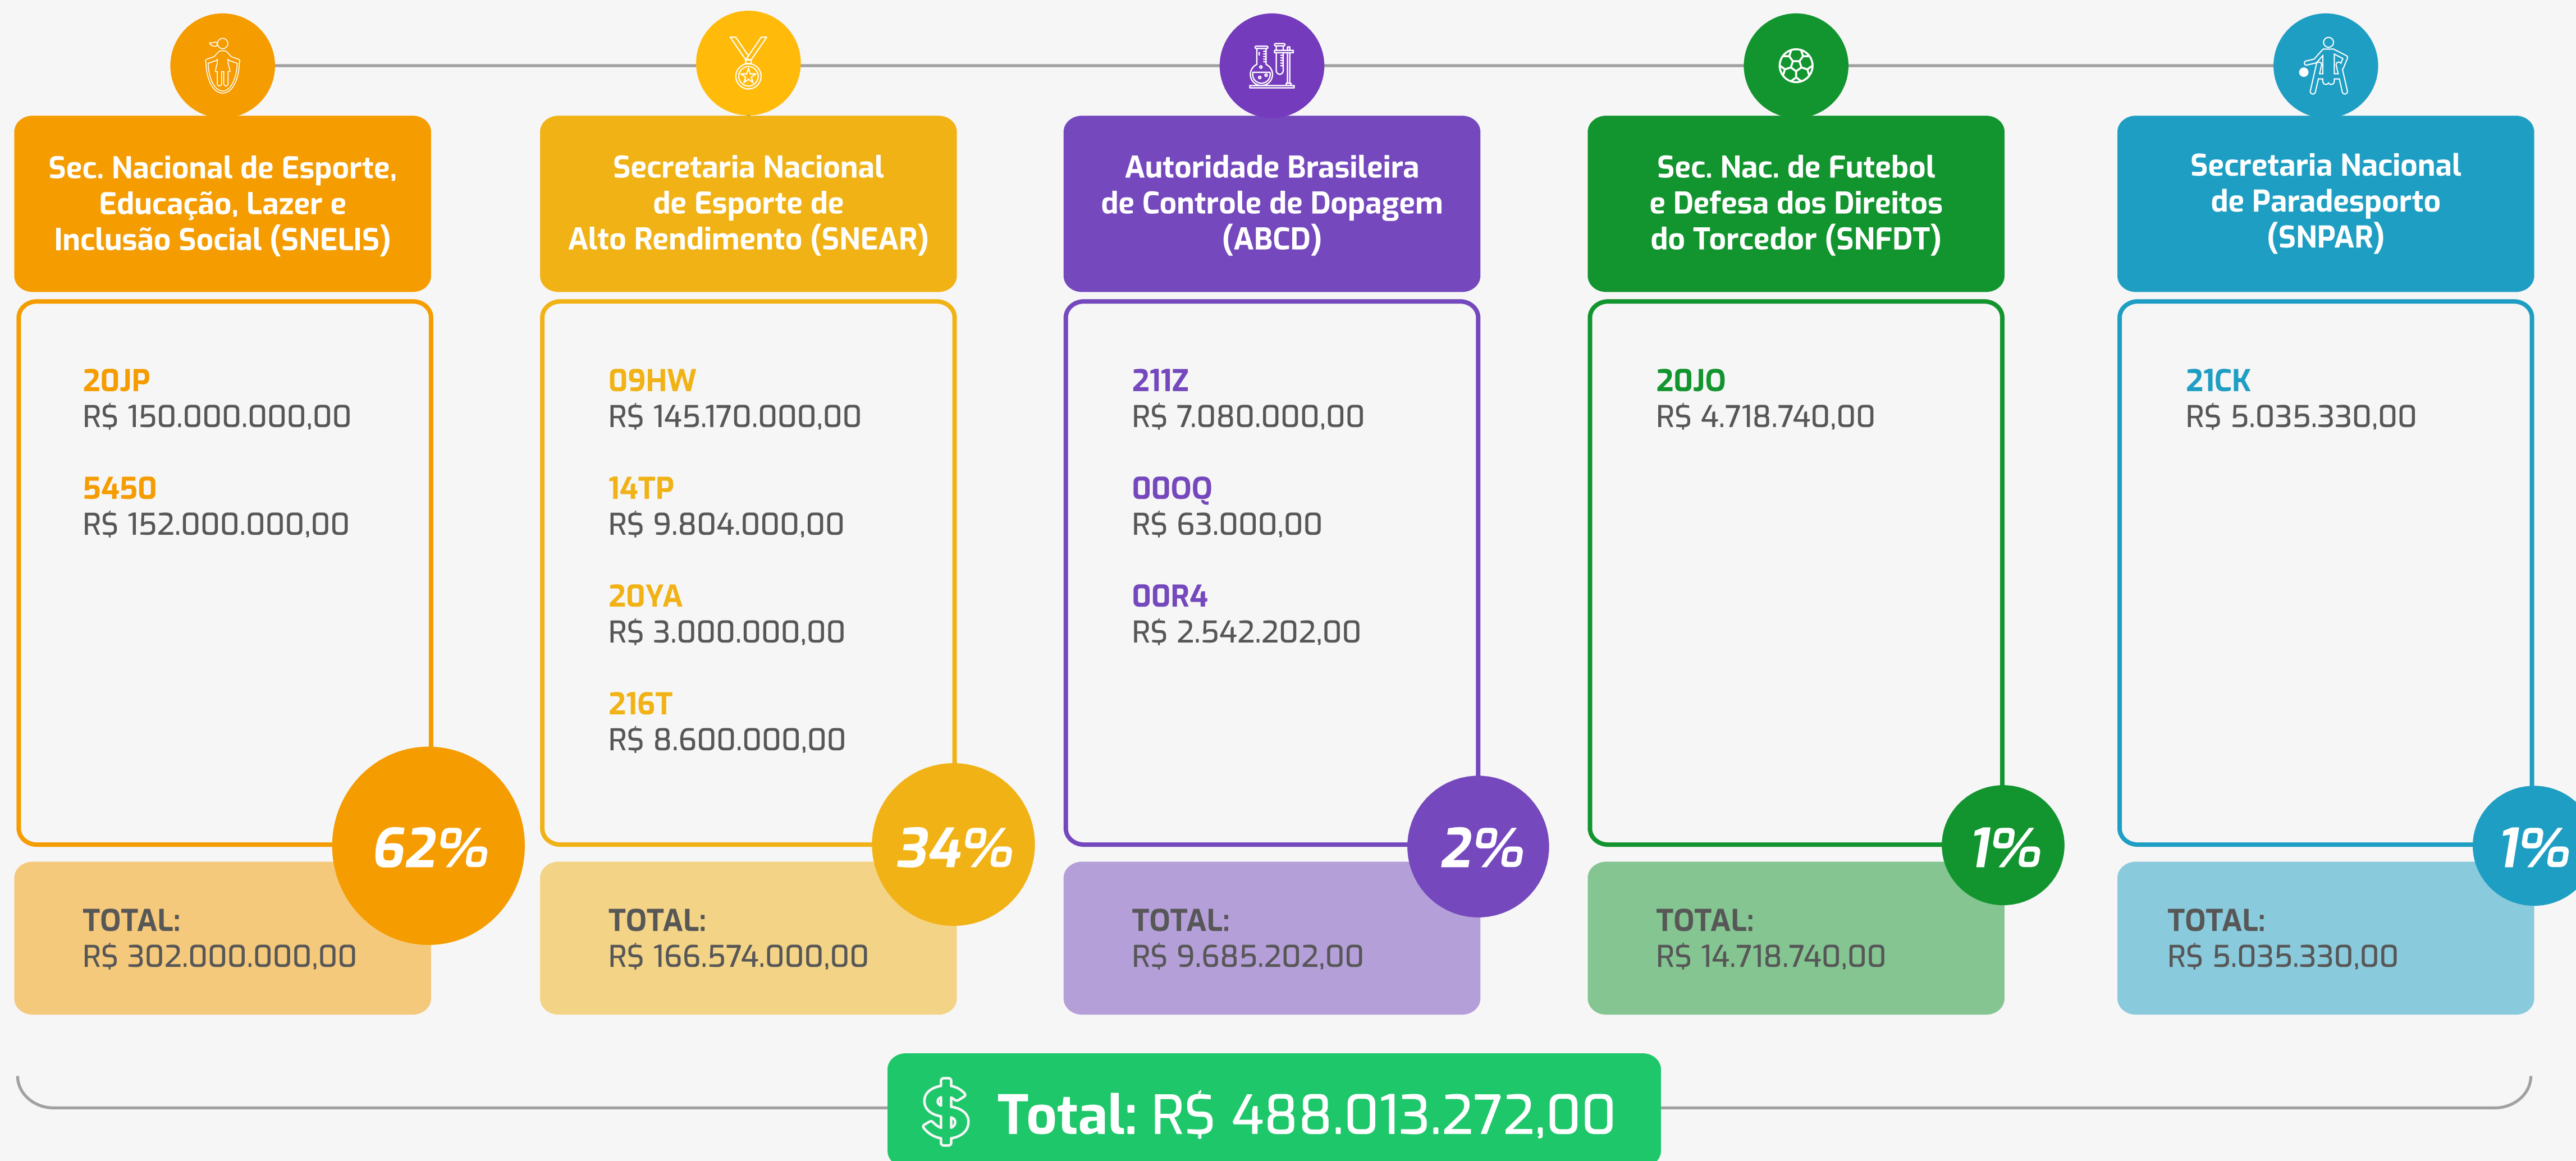 Sec. Nacional de Esporte,
Educação, Lazer e
Inclusão Social (SNELIS)
20JP
R$ 150.000.000,00
5450
R$ 152.000.000,00
62%
TOTAL:
R$ 302.000.000,00
Secretaria Nacional
de Esporte de
Alto Rendimento (SNEAR)
09HW
R$ 145.170.000,00
14TP
R$ 9.804.000,00
20YA
R$ 3.000.000,00
216T
R$ 8.600.000,00
34%
TOTAL:
R$ 166.574.000,00
Autoridade Brasileira
de Controle de Dopagem
(ABCD)
211Z
R$ 7.080.000,00
00OQ
R$ 63.000,00
00R4
R$ 2.542.202,00
2%
TOTAL:
R$ 9.685.202,00
Sec. Nac. de Futebol
e Defesa dos Direitos
do Torcedor (SNFDT)
20JO
R$ 4.718.740,00
1%
TOTAL:
R$ 14.718.740,00
Secretaria Nacional
de Paradesporto
(SNPAR)
21CK
R$ 5.035.330,00
1%
TOTAL:
R$ 5.035.330,00
Total: R$ 488.013.272,00